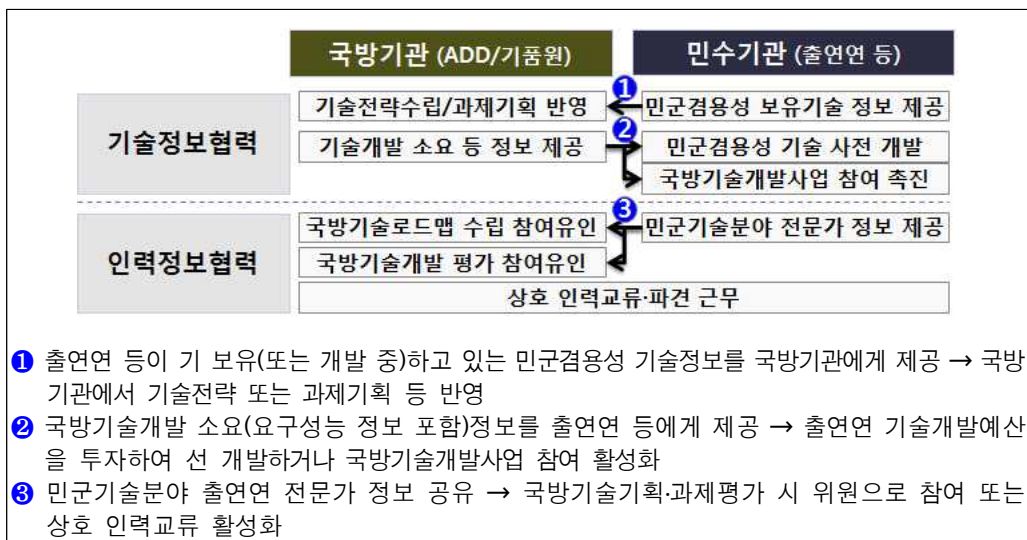 국방기관 (ADD/기품원) 민수기관 (출연연 등)
기술정보협력
기술전략수립/과제기획 반영 ❶ 민군겸용성 보유기술 정보 제공
기술개발 소요 등 정보 제공 ❷ 민군겸용성 기술 사전 개발
국방기술개발사업 참여 촉진
인력정보협력
국방기술로드맵 수립 참여유인 ❸ 민군기술분야 전문가 정보 제공
국방기술개발 평가 참여유인
상호 인력교류·파견 근무
❶ 출연연 등이 기 보유(또는 개발 중)하고 있는 민군겸용성 기술정보를 국방기관에게 제공 → 국방
기관에서 기술전략 또는 과제기획 등 반영
❷ 국방기술개발 소요(요구성능 정보 포함)정보를 출연연 등에게 제공 → 출연연 기술개발예산
을 투자하여 선 개발하거나 국방기술개발사업 참여 활성화
❸ 민군기술분야 출연연 전문가 정보 공유 → 국방기술기획·과제평가 시 위원으로 참여 또는
상호 인력교류 활성화